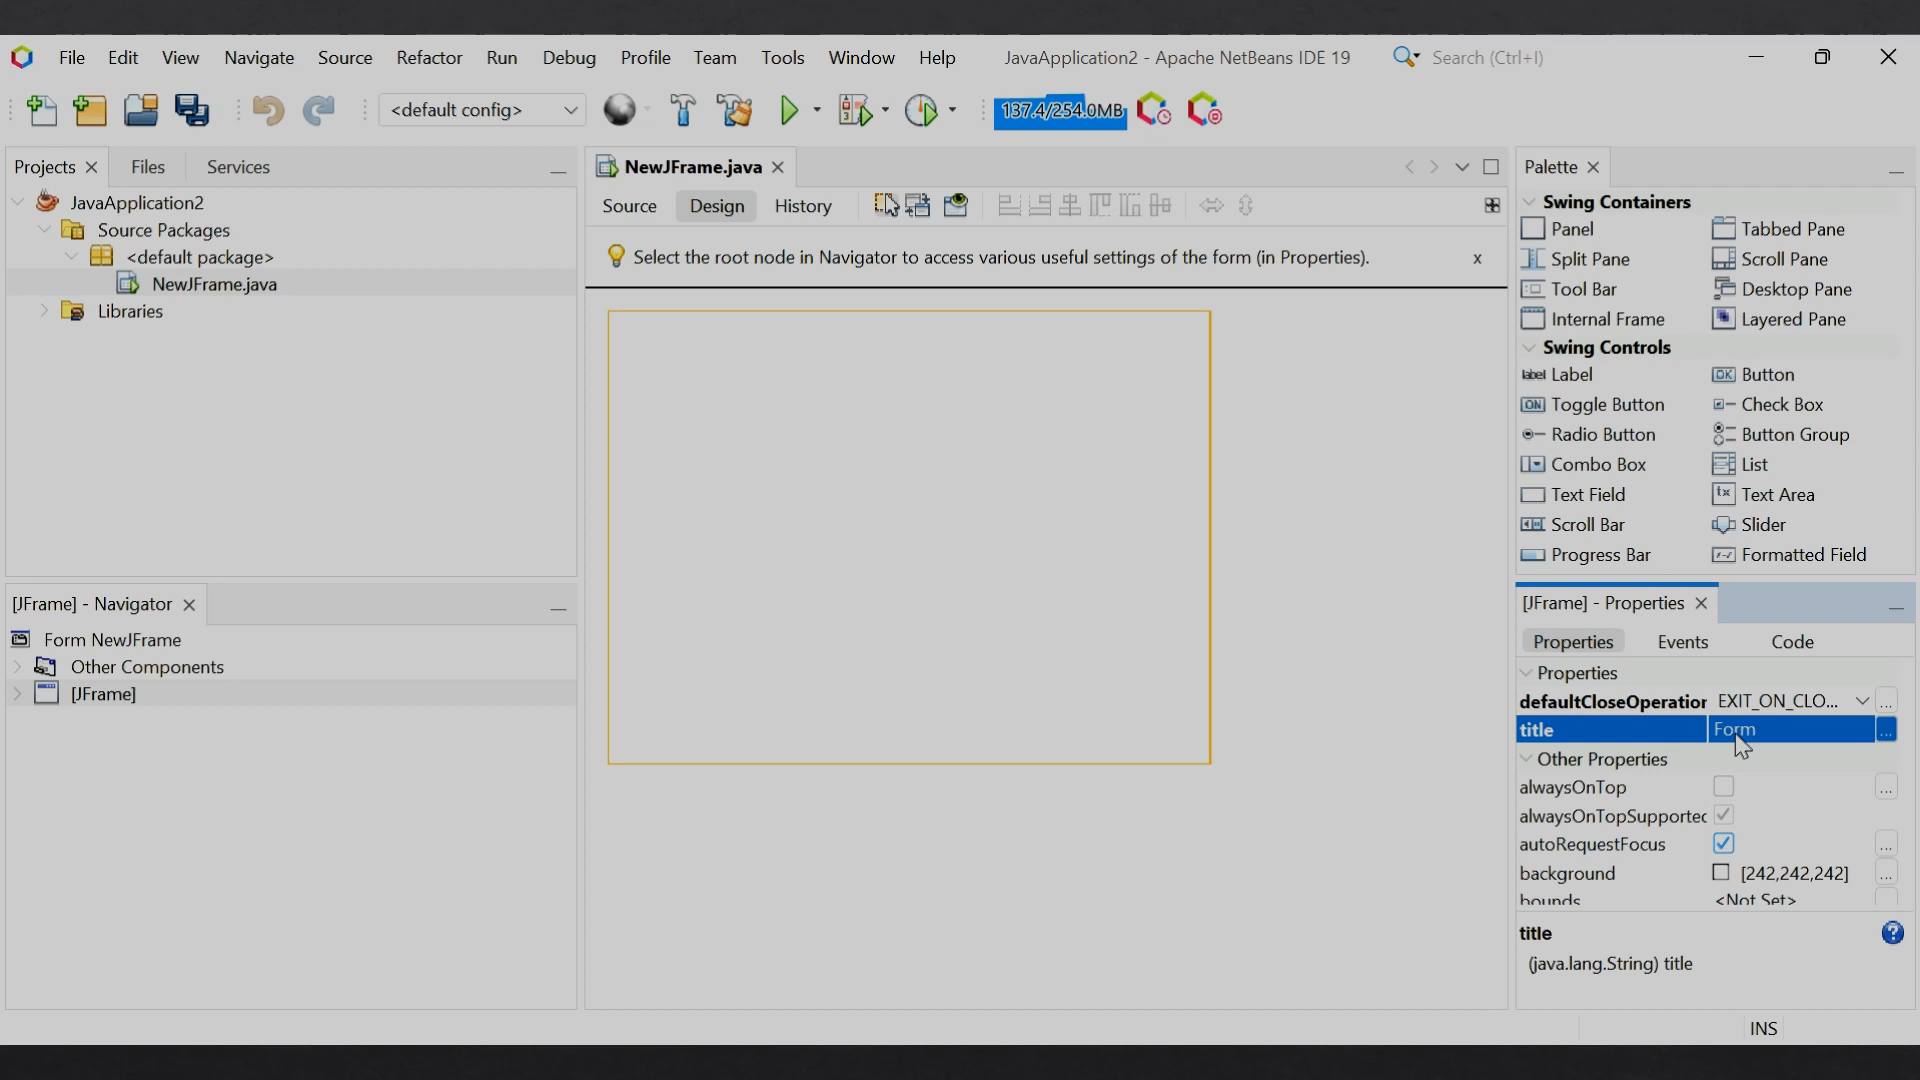 File Edit View Navigate Source Refactor Run Debug Profile Team Tools Window Help JavaApplication2 - Apache NetBeans IDE 19 Search (Ctrl+I)
<default config> 137.4/254.0MB
Projects Files Services
JavaApplication2
Source Packages
<default package>
NewJFrame.java
Libraries
[JFrame] - Navigator
Form NewJFrame
Other Components
[JFrame]
NewJFrame.java
Source Design History
Select the root node in Navigator to access various useful settings of the form (in Properties). x
Palette
Swing Containers
Panel Tabbed Pane
Split Pane Scroll Pane
Tool Bar Desktop Pane
Internal Frame Layered Pane
Swing Controls
label Label OK Button
ON Toggle Button Check Box
Radio Button Button Group
Combo Box List
Text Field Text Area
Scroll Bar Slider
Progress Bar Formatted Field
[JFrame] - Properties
Properties Events Code
Properties
defaultCloseOperation EXIT_ON_CLO... ...
title Form ...
Other Properties
alwaysOnTop ...
alwaysOnTopSupported
autoRequestFocus ...
background [242,242,242] ...
bounds <Not Set>
title
(java.lang.String) title
INS